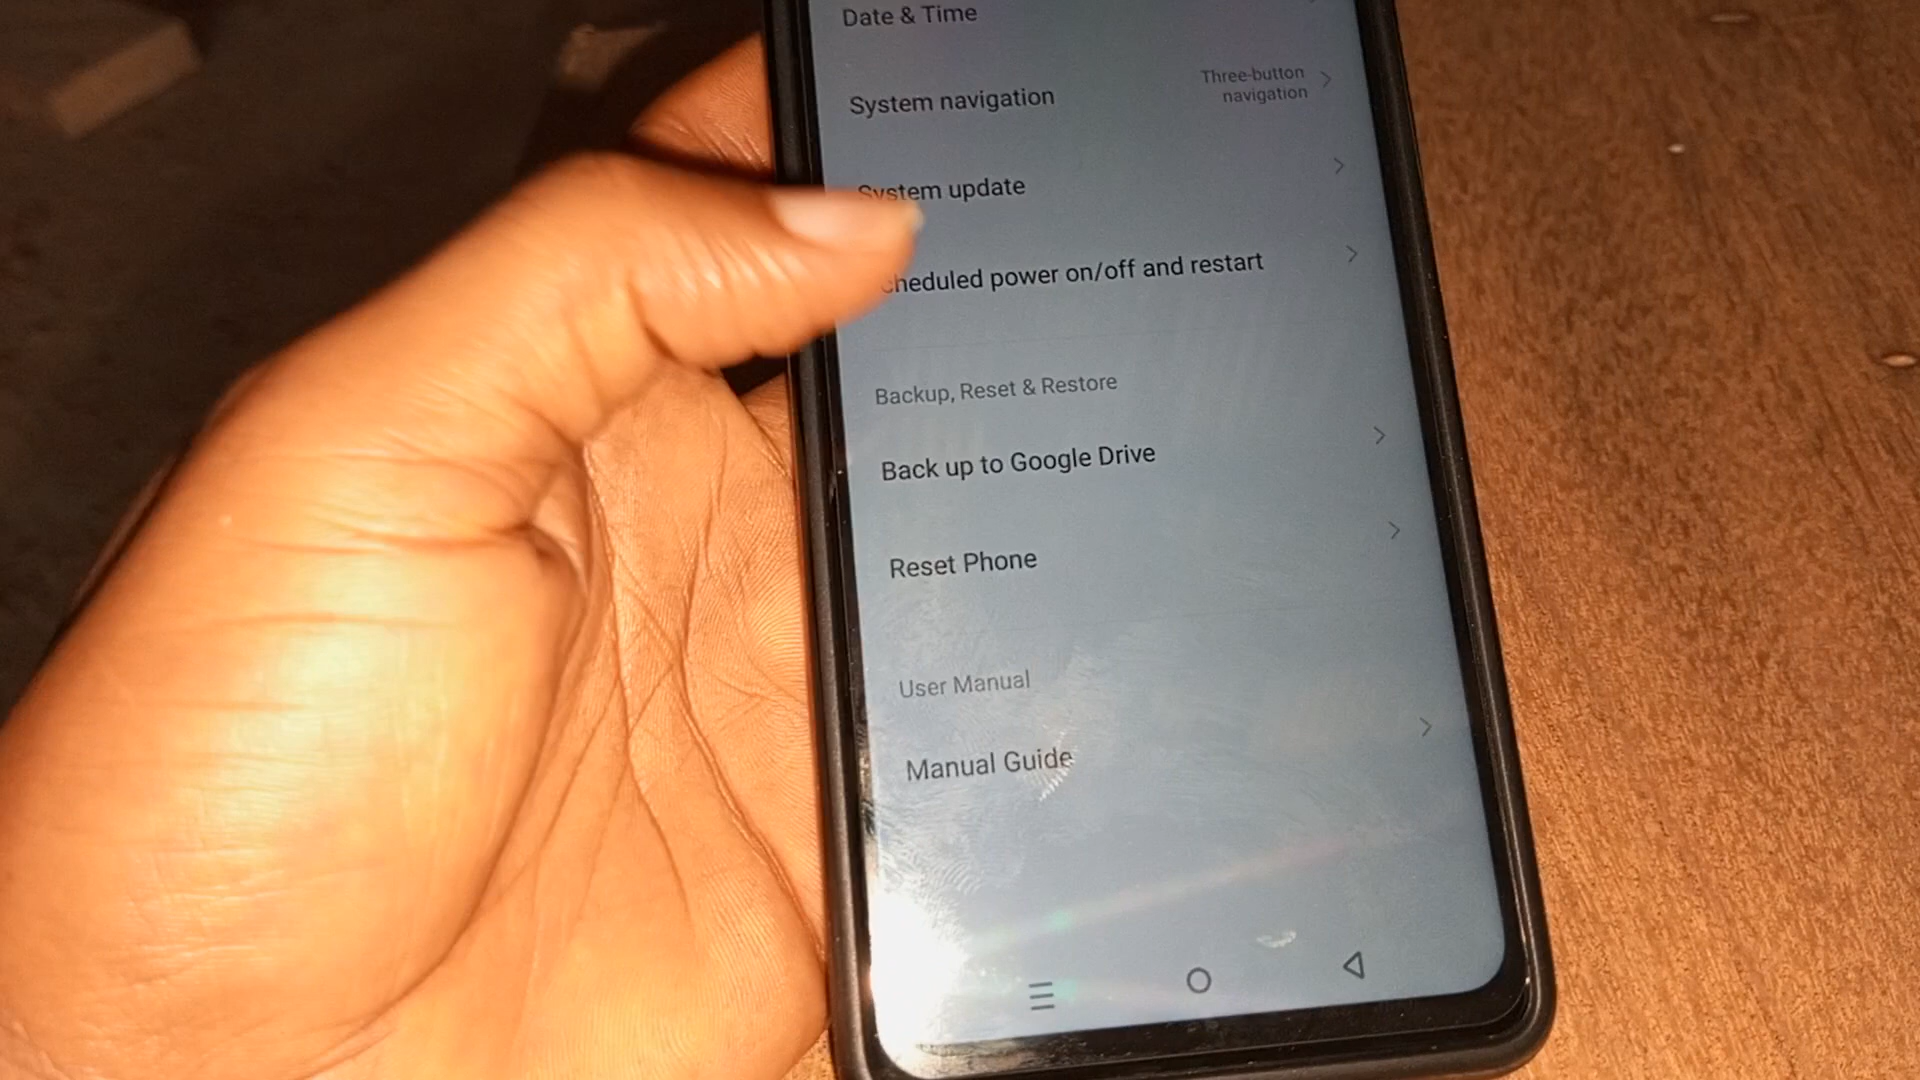 Date & Time
System navigation
Three-button
navigation
System update
Scheduled power on/off and restart
Backup, Reset & Restore
Back up to Google Drive
Reset Phone
User Manual
Manual Guide